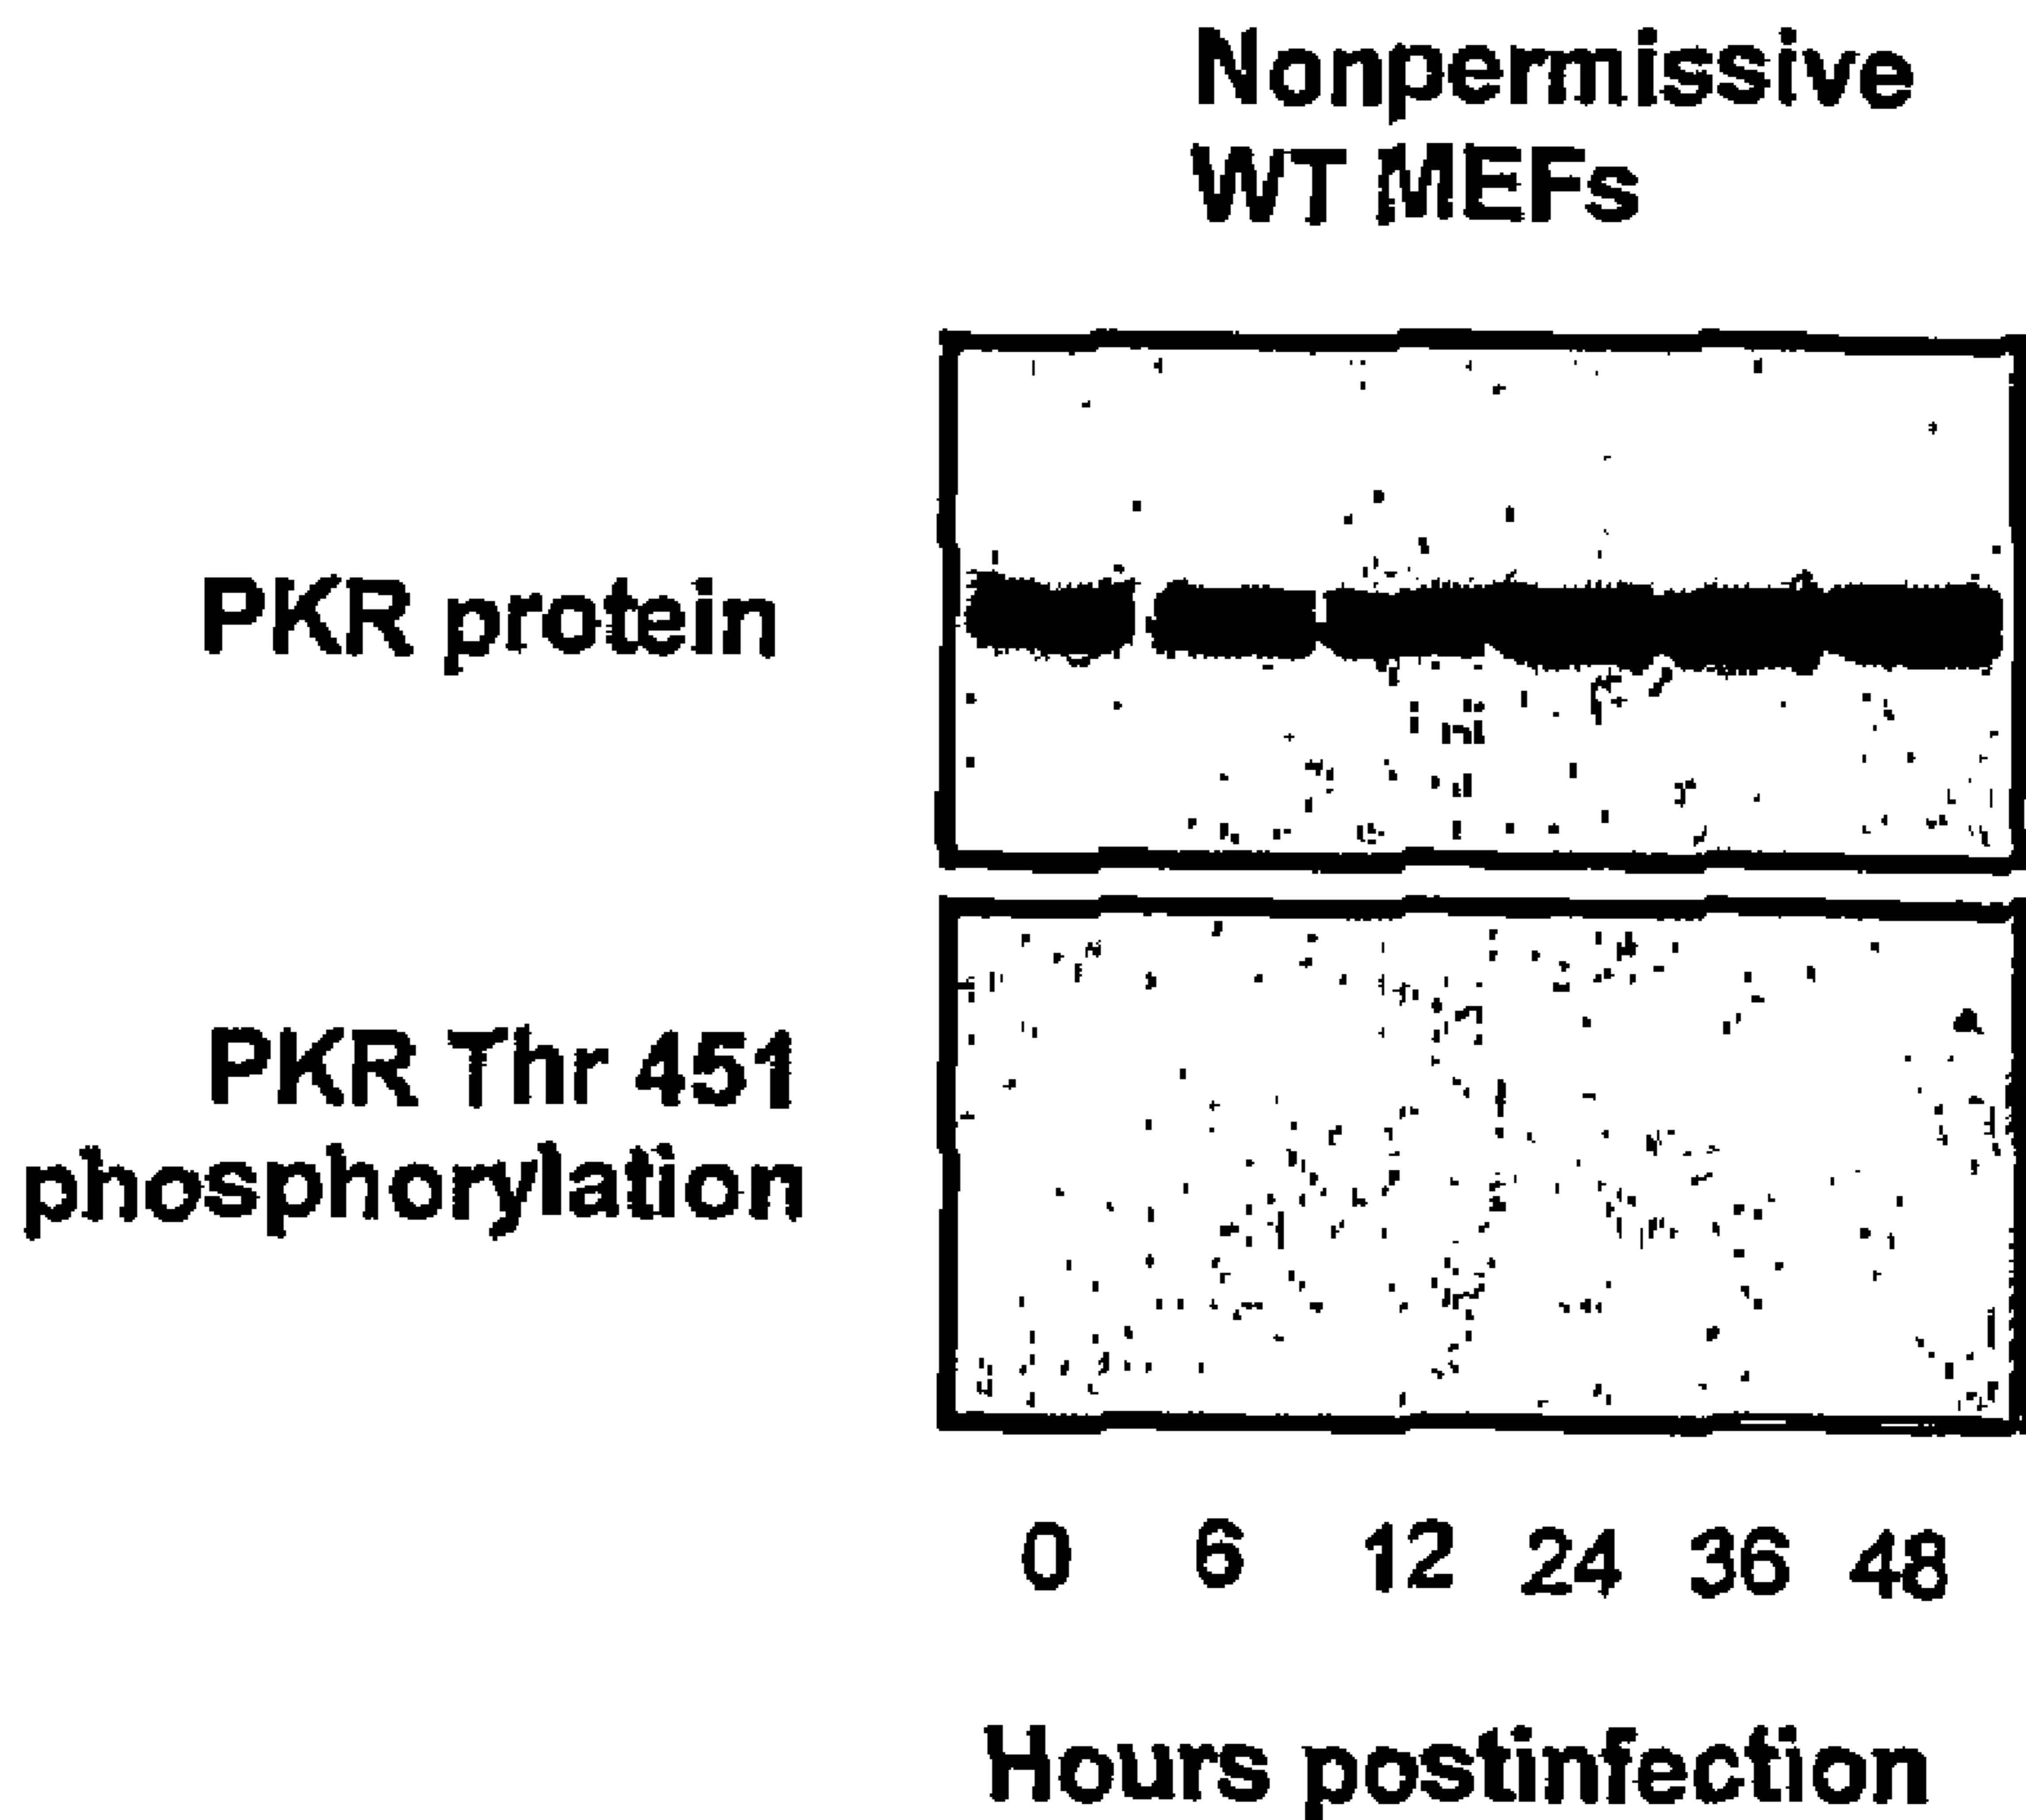 Nonpermissive
WT MEFs
PKR protein
PKR Thr 451
phosphorylation
0 6 12 24 36 48
Hours postinfection